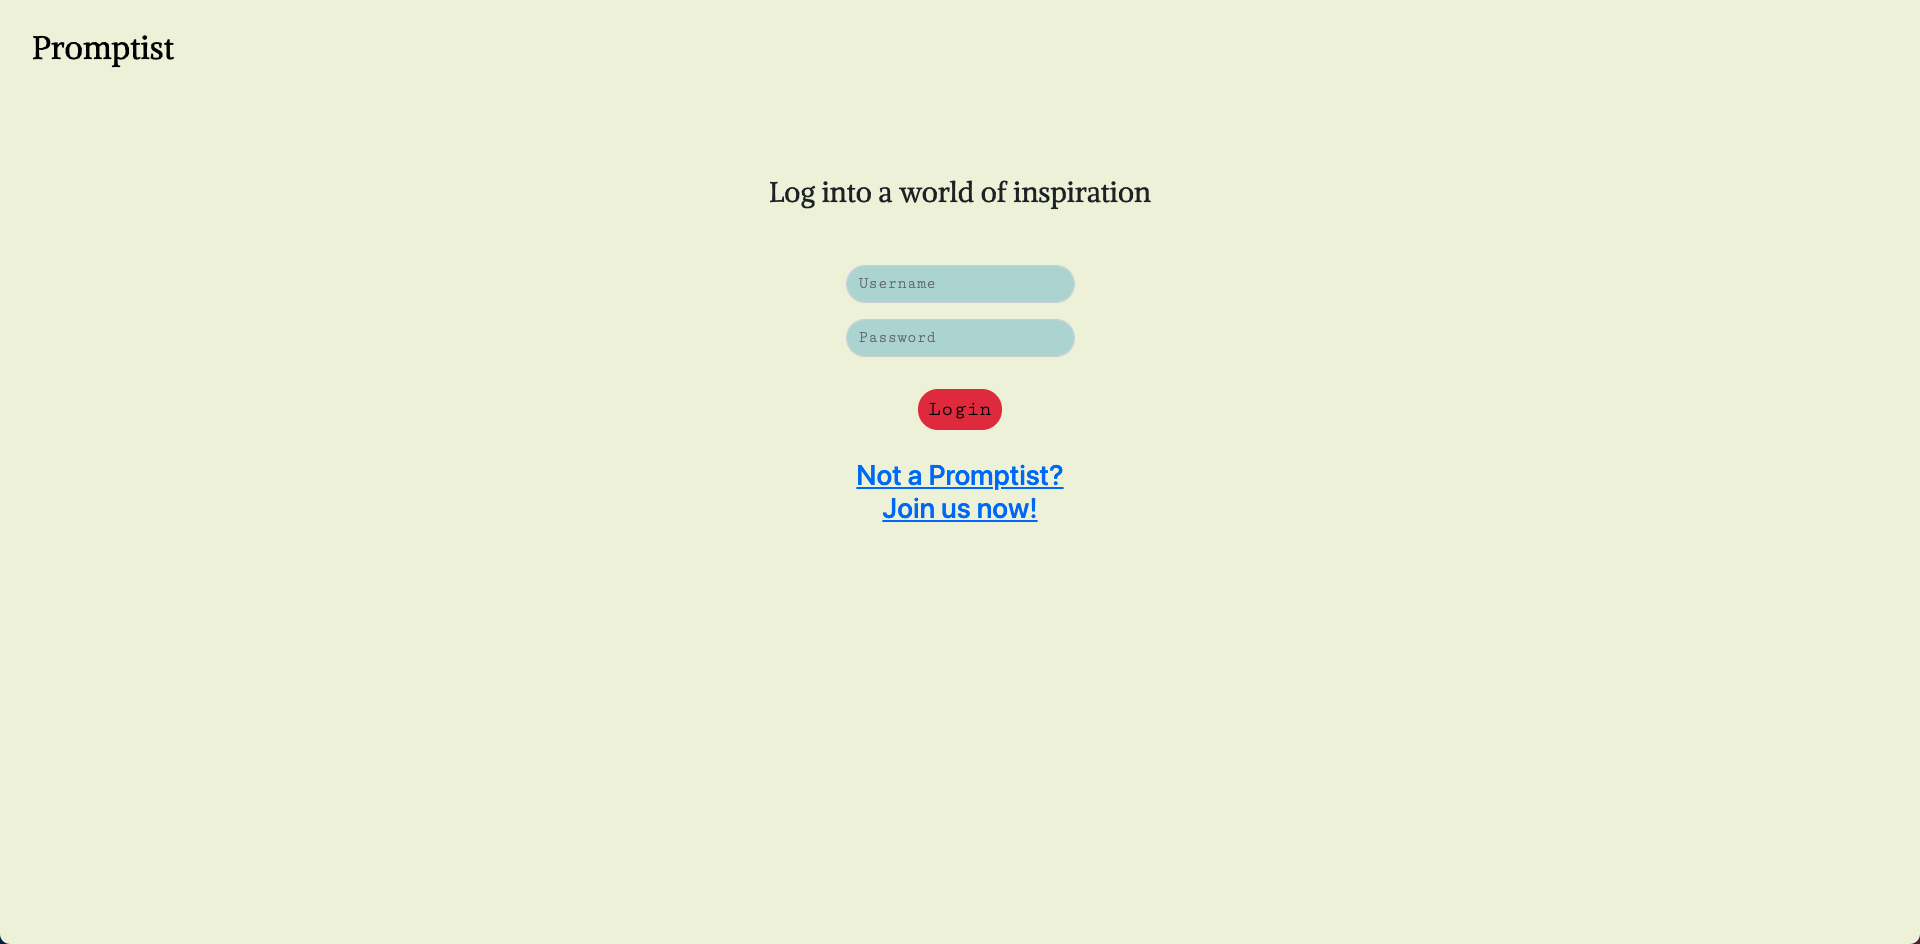 Promptist
Log into a world of inspiration
Username
Password
Login
Not a Promptist?
Join us now!